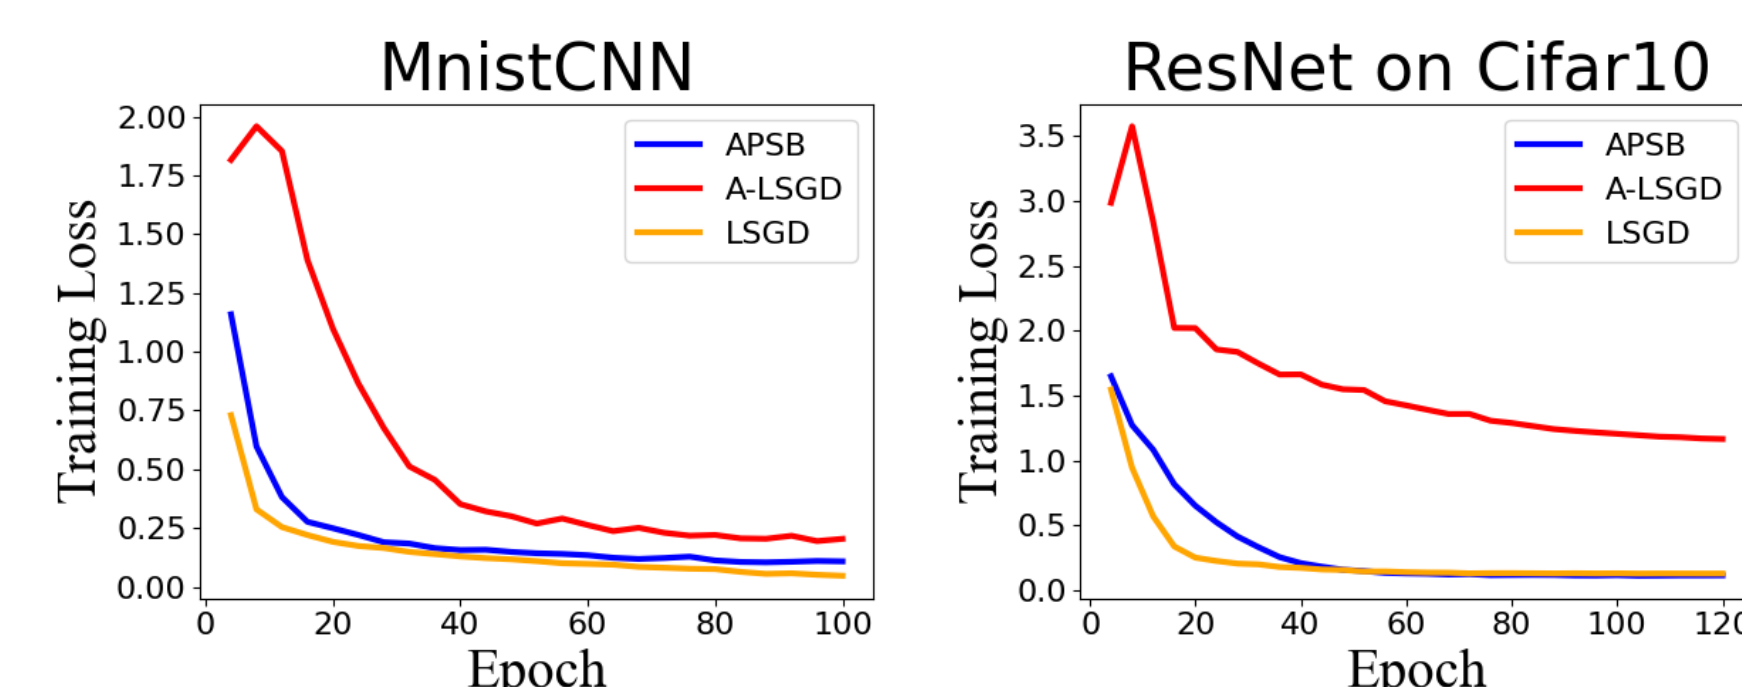 MnistCNN
2.00
1.75
1.50
1.25
1.00
0.75
0.50
0.25
0.00
Training Loss
APSB
A-LSGD
LSGD
0 20 40 60 80 100
Epoch
ResNet on Cifar10
3.5
3.0
2.5
2.0
1.5
1.0
0.5
0.0
Training Loss
APSB
A-LSGD
LSGD
0 20 40 60 80 100 120
Epoch